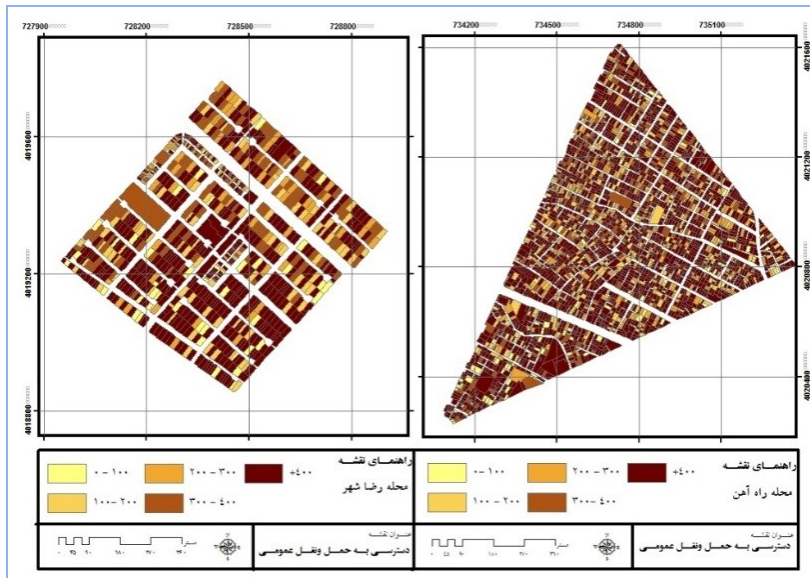 727900 728200 728500 728800
734200 734500 734800 735100
4019600
4019200
4018800
4021600
4021200
4020800
4020400
راهنمای نقشه
محله رضا شهر
۰-۱۰۰
۲۰۰-۳۰۰
+۴۰۰
۱۰۰-۲۰۰
۳۰۰-۴۰۰
راهنمای نقشه
محله راه آهن
۰-۱۰۰
۲۰۰-۳۰۰
+۴۰۰
۱۰۰-۲۰۰
۳۰۰-۴۰۰
عنوان نقشه
دسترسی به حمل ونقل عمومی
متر
عنوان نقشه
دسترسی به حمل ونقل عمومی
متر